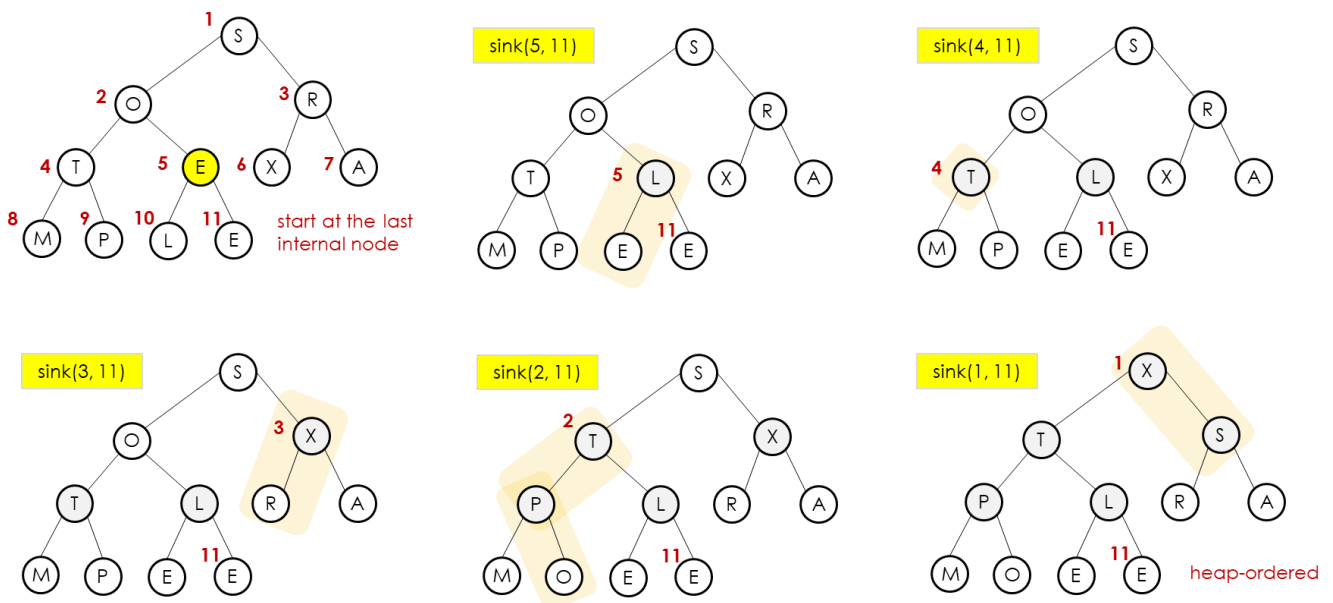 1 S
2 O 3 R
4 T 5 E 6 X 7 A
8 M 9 P 10 L 11 E
start at the last
internal node
sink(5, 11)
S
O R
T 5 L X A
M P E 11 E
sink(4, 11)
S
O R
4 T L X A
M P E 11 E
sink(3, 11)
S
O 3 X
T L R A
M P E 11 E
sink(2, 11)
S
2 T X
P L R A
M O E 11 E
sink(1, 11)
1 X
T S
P L R A
M O E 11 E
heap-ordered